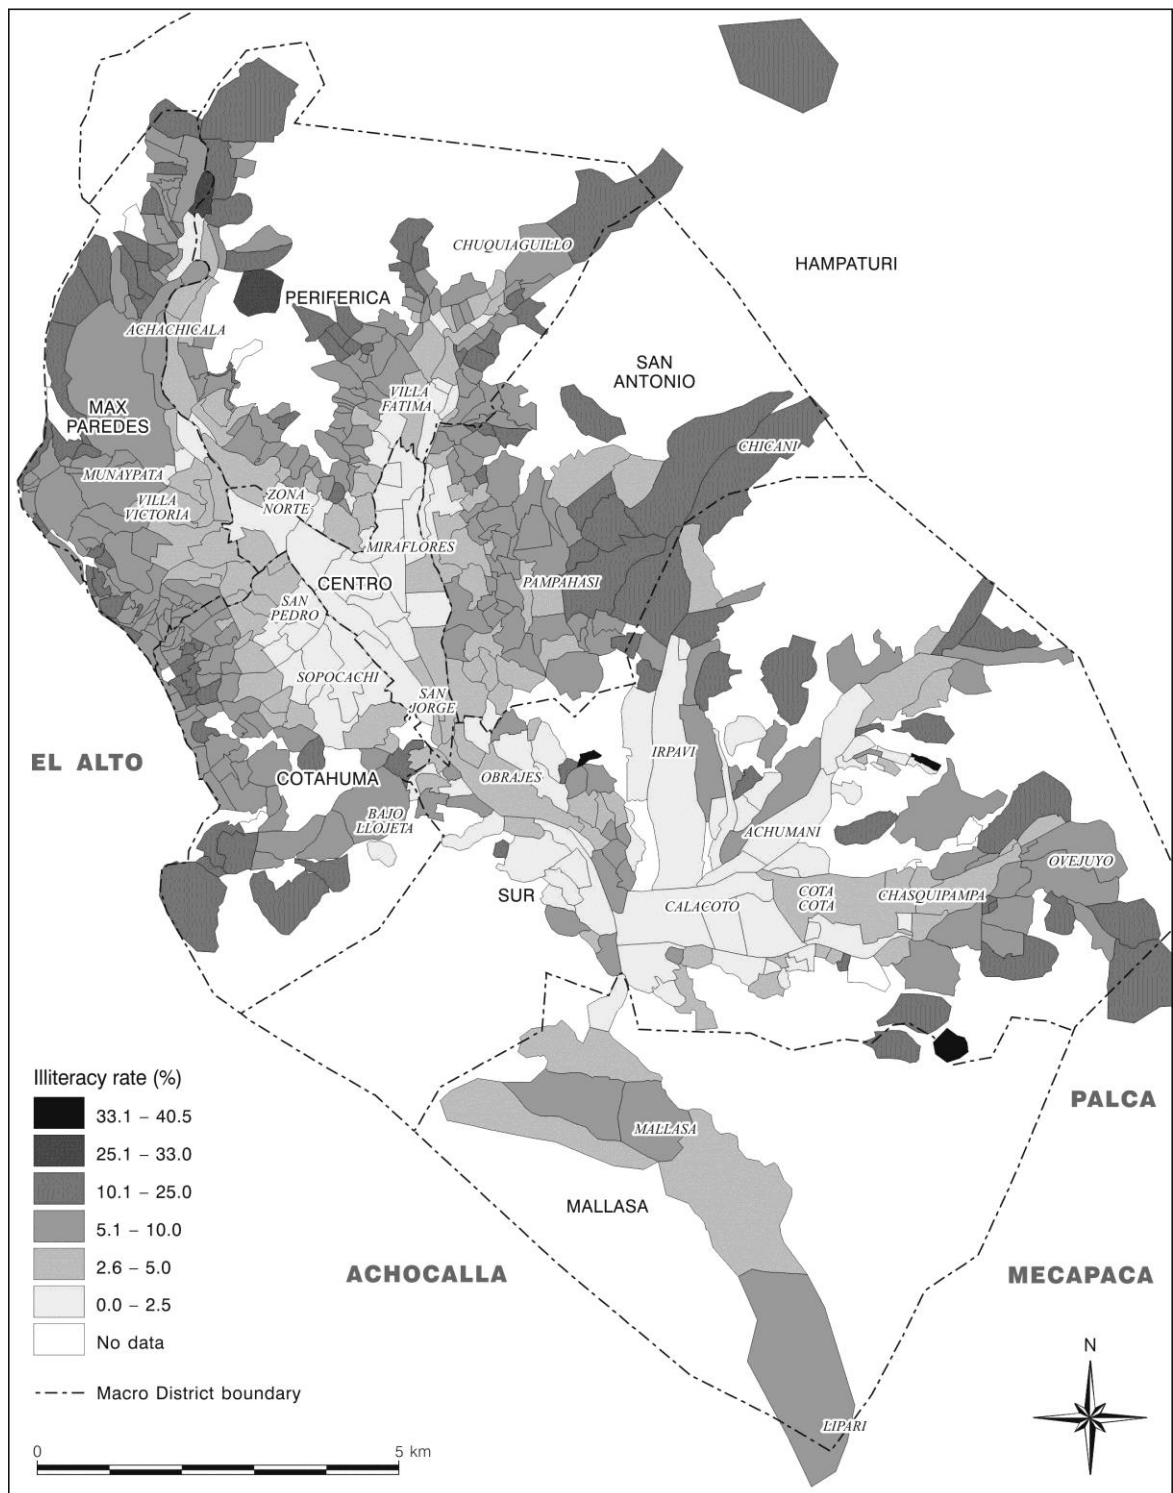 CHUQUIAGUILLO
HAMPATURI
PERIFERICA
ACHACHICALA
SAN
ANTONIO
VILLA
FATIMA
MAX
PAREDES
CHICANI
MUNAYPATA
VILLA
VICTORIA
ZONA
NORTE
MIRAFLORES
CENTRO
PAMPAHASI
SAN
PEDRO
SOPOCACHI
SAN
JORGE
EL ALTO
COTAHUMA
OBRAJES
IRPAVI
BAJO
LLOJETA
ACHUMANI
OVEJUYO
SUR
CALACOTO
COTA
COTA
CHASQUIPAMPA
Illiteracy rate (%)
33.1 – 40.5
25.1 – 33.0
10.1 – 25.0
5.1 – 10.0
2.6 – 5.0
0.0 – 2.5
No data
Macro District boundary
0 5 km
PALCA
MALLASA
MALLASA
ACHOCALLA
MECAPACA
LIPARI
N